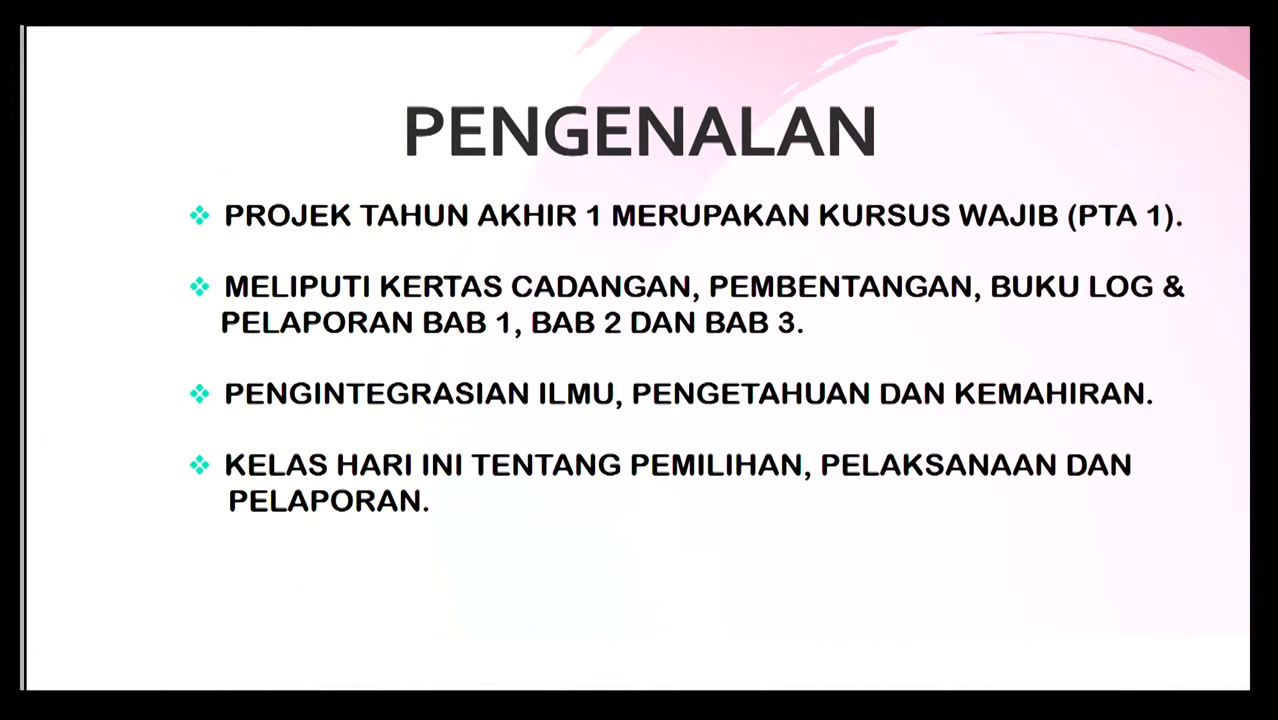 PENGENALAN
PROJEK TAHUN AKHIR 1 MERUPAKAN KURSUS WAJIB (PTA 1).
MELIPUTI KERTAS CADANGAN, PEMBENTANGAN, BUKU LOG &
PELAPORAN BAB 1, BAB 2 DAN BAB 3.
PENGINTEGRASIAN ILMU, PENGETAHUAN DAN KEMAHIRAN.
KELAS HARI INI TENTANG PEMILIHAN, PELAKSANAAN DAN
PELAPORAN.